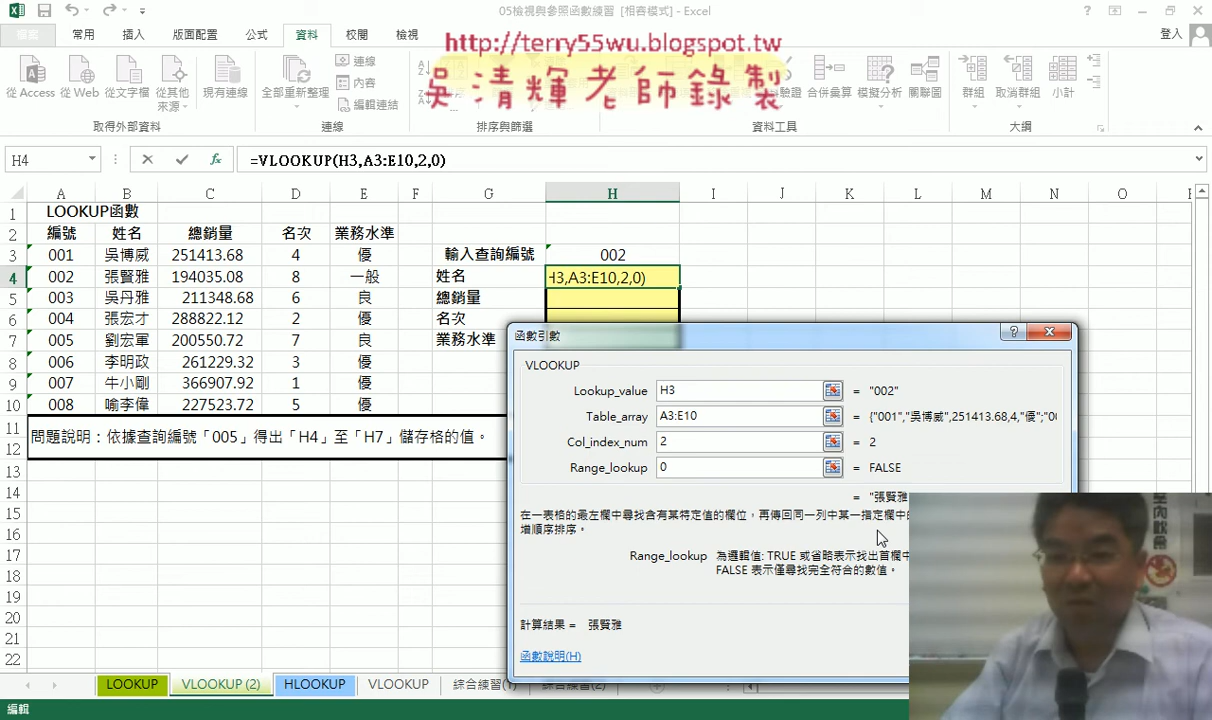 05檢視與參照函數練習 [相容模式] - Excel
檔案 常用 插入 版面配置 公式 資料 校閱 檢視 登入
http://terry55wu.blogspot.tw
吳清輝老師錄製
從 Access 從 Web 從文字檔 從其他來源 現有連線 全部重新整理 連線 內容 編輯連結 合併彙算 模擬分析 關聯圖 群組 取消群組 小計
取得外部資料 連線 排序與篩選 資料工具 大綱
H4 =VLOOKUP(H3,A3:E10,2,0)
A B C D E F G H I J K L M N O
1 LOOKUP函數
2 編號 姓名 總銷量 名次 業務水準
3 001 吳博威 251413.68 4 優 輸入查詢編號 002
4 002 張賢雅 194035.08 8 一般 姓名 H3,A3:E10,2,0)
5 003 吳丹雅 211348.68 6 良 總銷量
6 004 張宏才 288822.12 2 優 名次
7 005 劉宏軍 200550.72 7 良 業務水準
8 006 李明政 261229.32 3 優
9 007 牛小剛 366907.92 1 優
10 008 喻李偉 227523.72 5 優
11
12
問題說明：依據查詢編號「005」得出「H4」至「H7」儲存格的值。
13
14
15
16
17
18
19
20
21
22
函數引數
VLOOKUP
Lookup_value H3 = "002"
Table_array A3:E10 = {"001","吳博威",251413.68,4,"優";"00
Col_index_num 2 = 2
Range_lookup 0 = FALSE
= "張賢雅
在一表格的最左欄中尋找含有某特定值的欄位，再傳回同一列中某一指定欄中的
增順序排序。
Range_lookup 為邏輯值: TRUE 或省略表示找出首欄中
FALSE 表示僅尋找完全符合的數值。
計算結果 = 張賢雅
函數說明(H)
室內飲食
LOOKUP VLOOKUP (2) HLOOKUP VLOOKUP 綜合練習(1) 綜合練習(2)
編輯